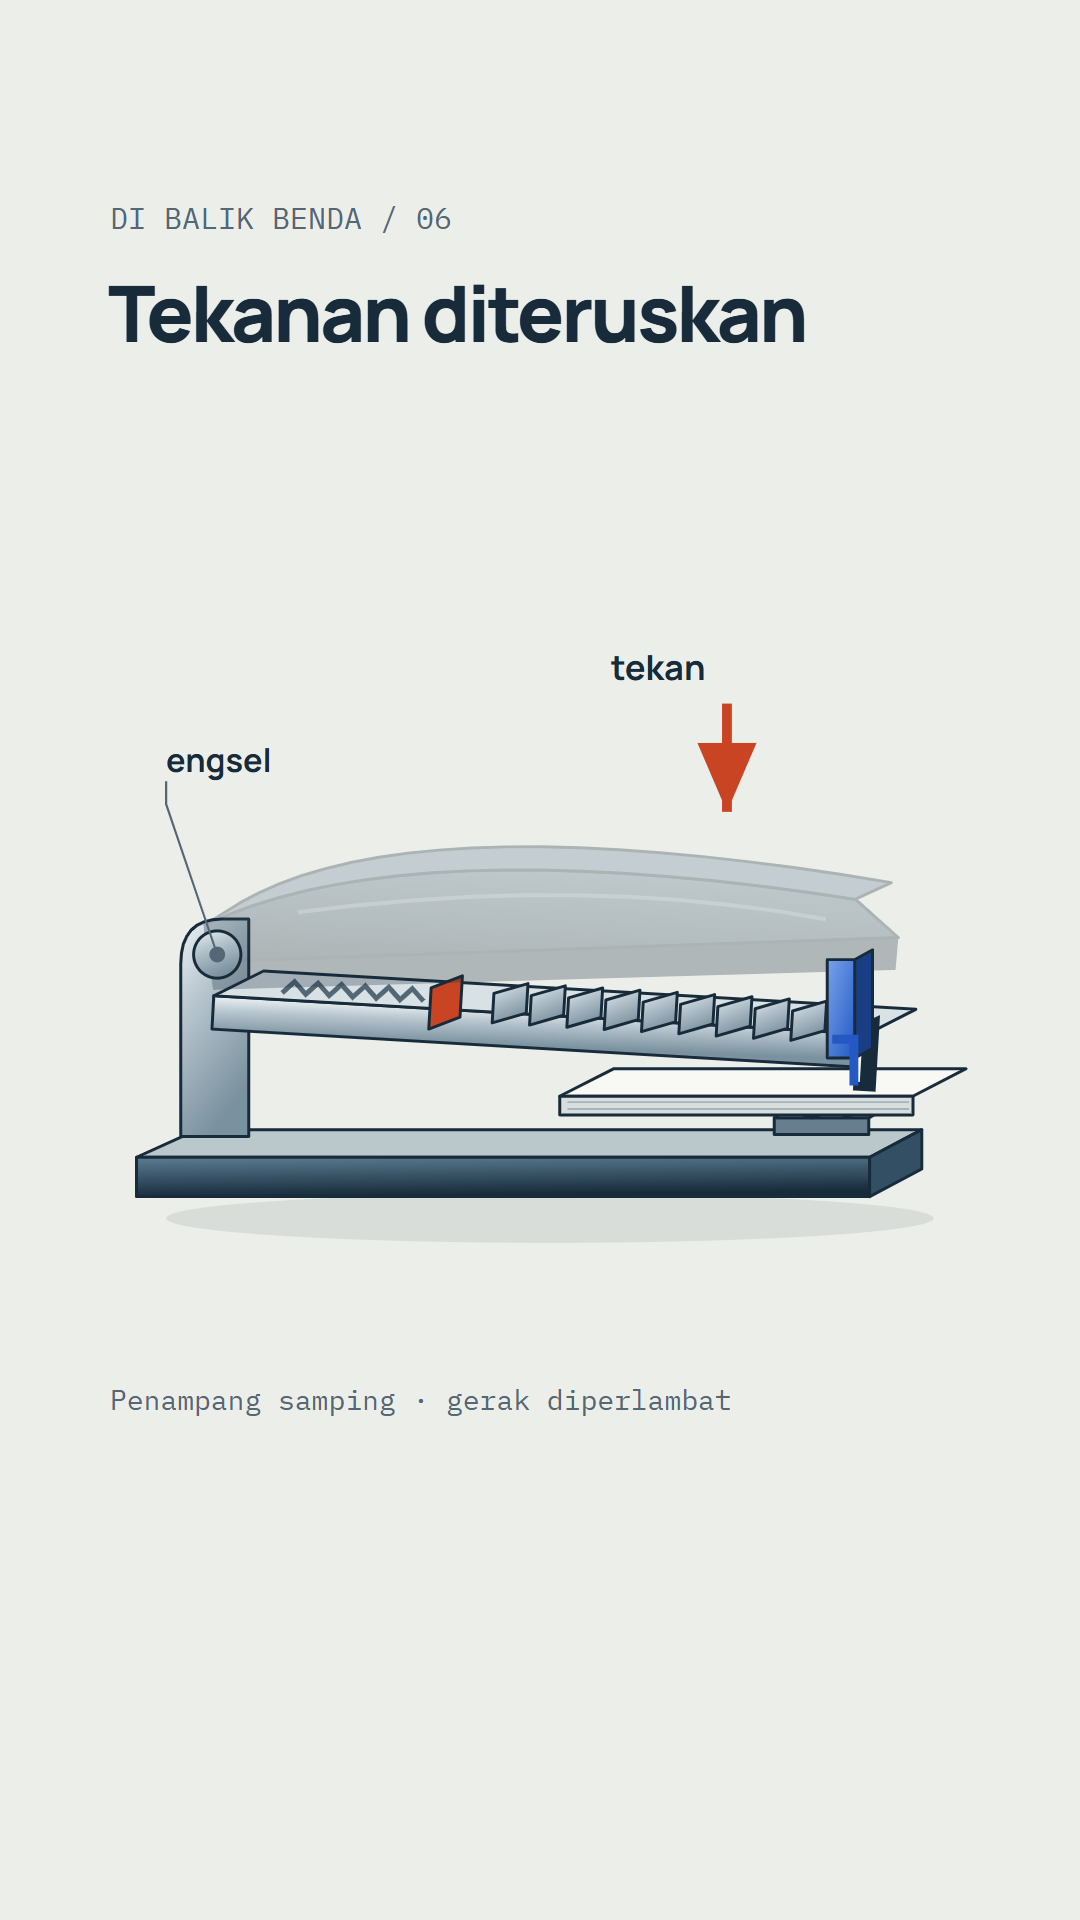 DI BALIK BENDA / 06
Tekanan diteruskan
tekan
engsel
Penampang samping · gerak diperlambat